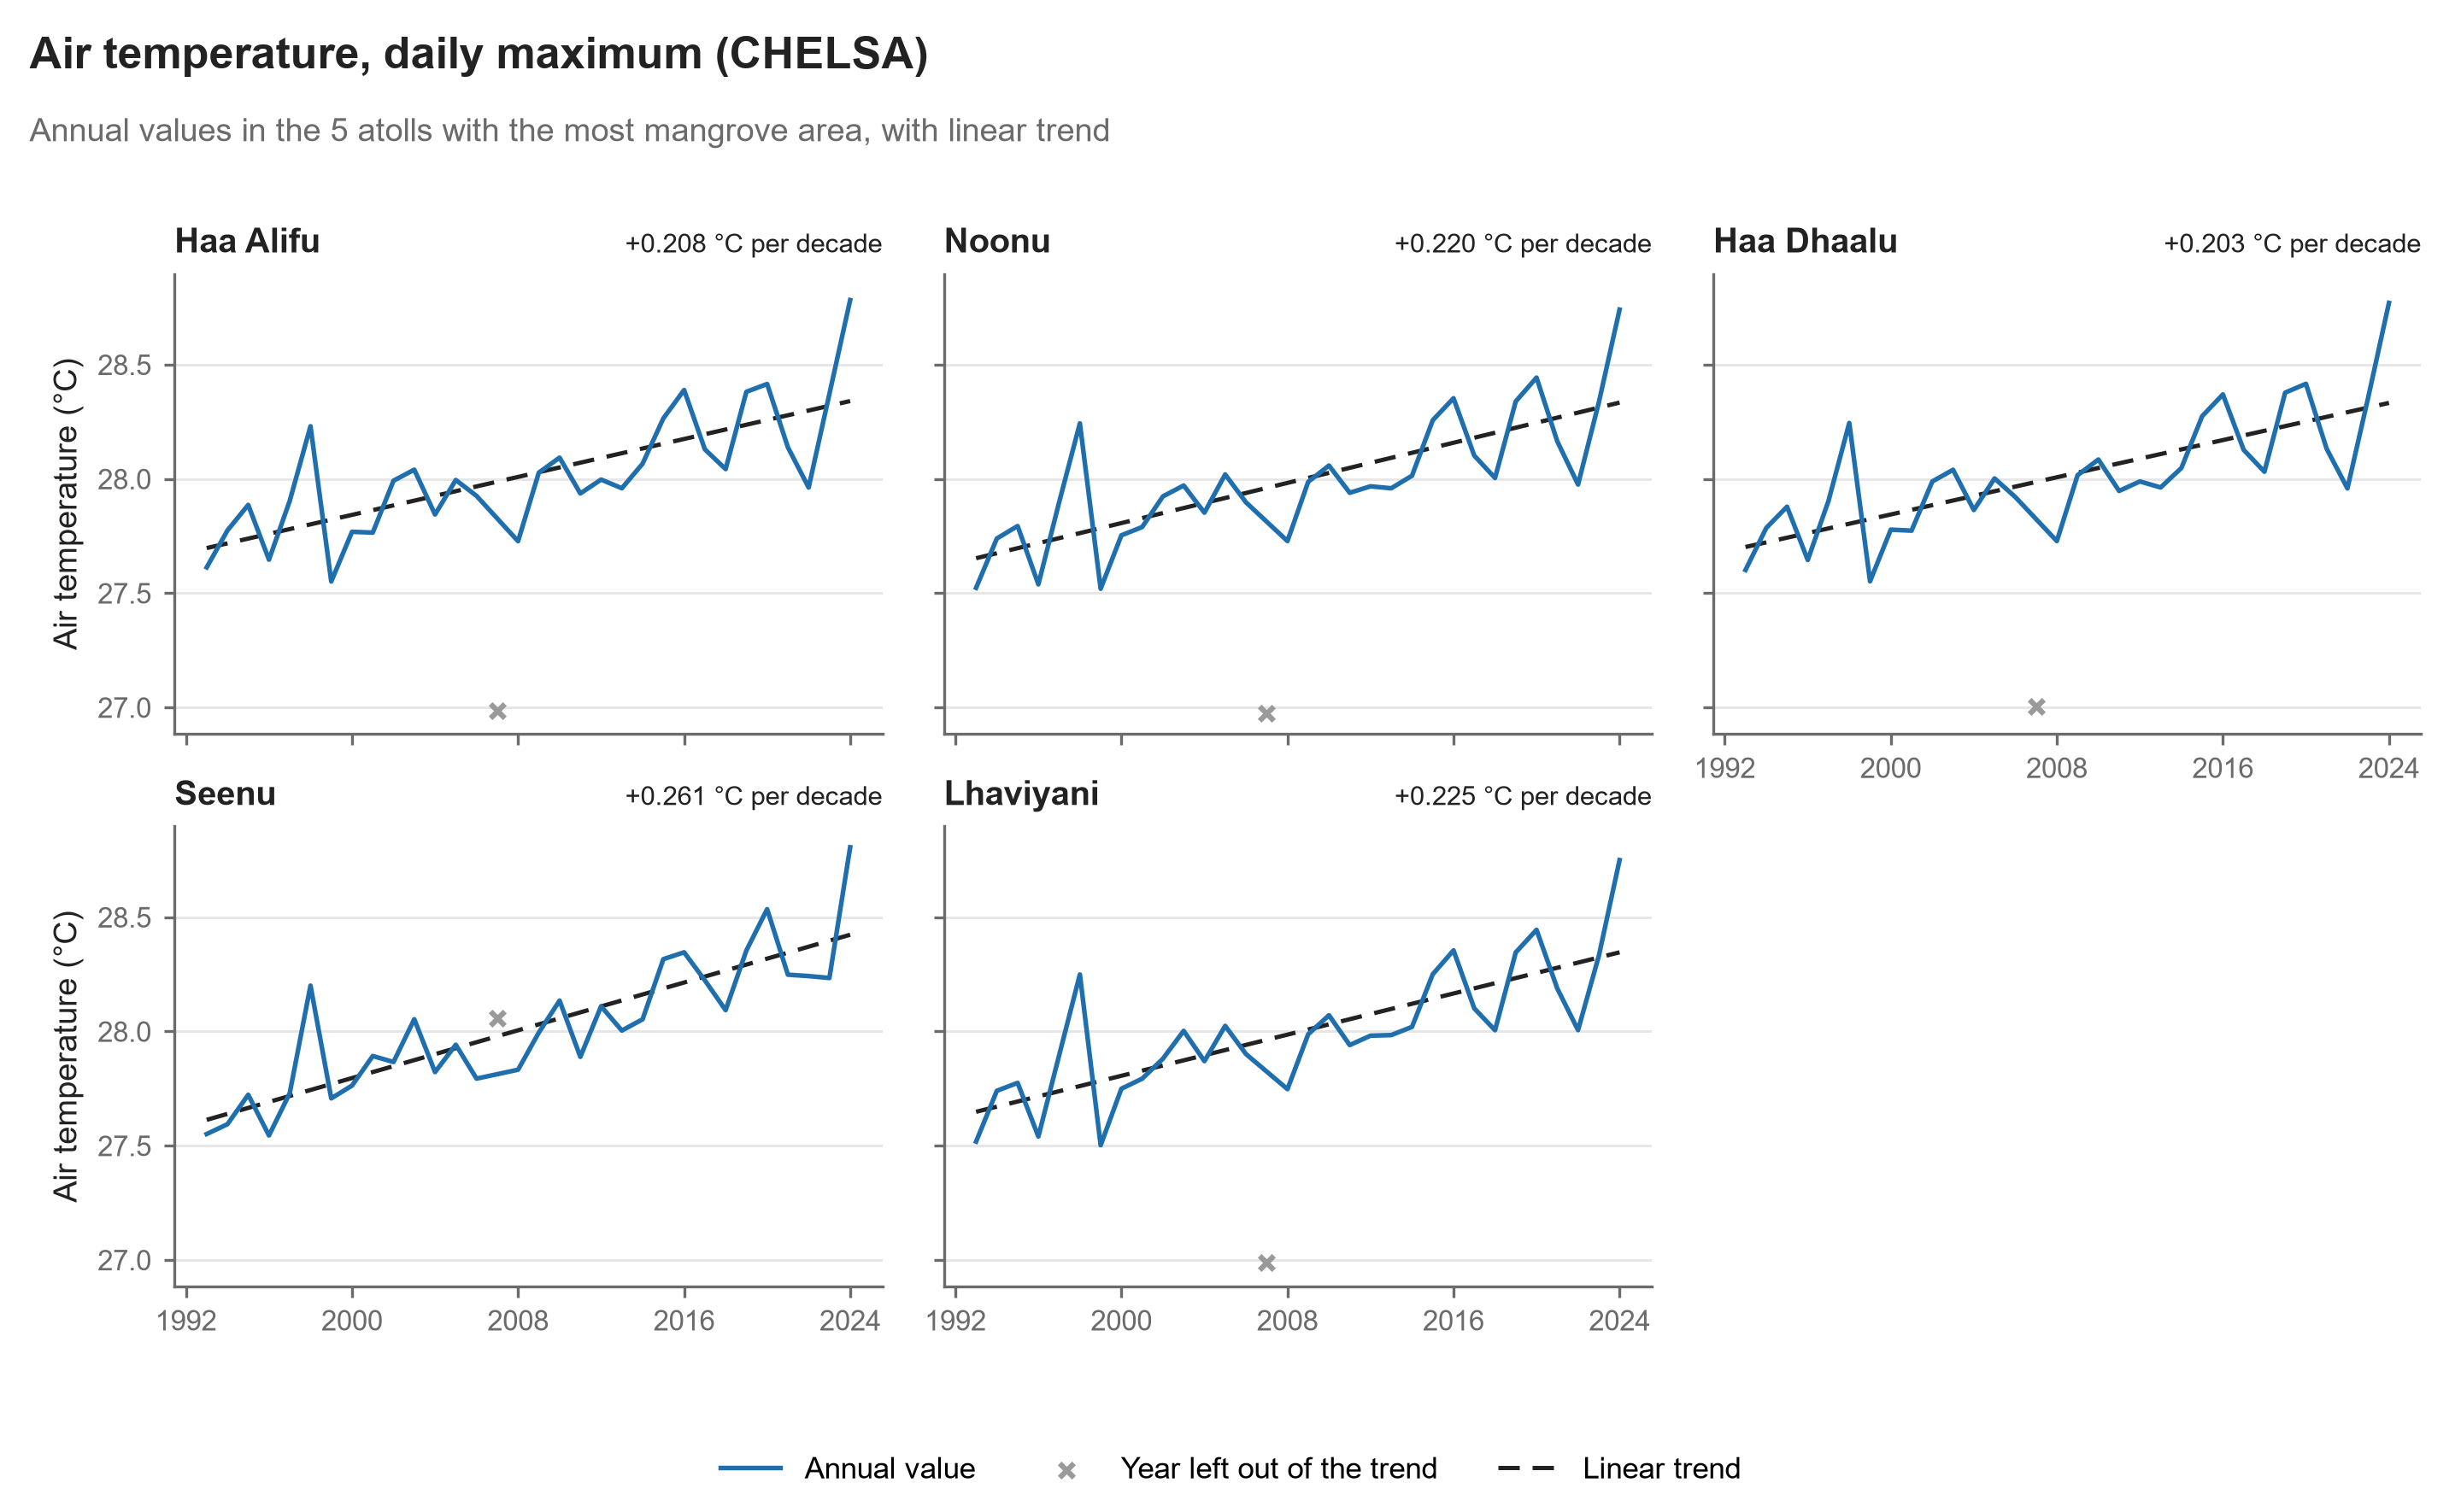 Air temperature, daily maximum (CHELSA)
Annual values in the 5 atolls with the most mangrove area, with linear trend
Haa Alifu
+0.208 °C per decade
Noonu
+0.220 °C per decade
Haa Dhaalu
+0.203 °C per decade
Air temperature (°C)
28.5
28.0
27.5
27.0
1992 2000 2008 2016 2024
Seenu
+0.261 °C per decade
Lhaviyani
+0.225 °C per decade
Air temperature (°C)
28.5
28.0
27.5
27.0
1992 2000 2008 2016 2024
1992 2000 2008 2016 2024
Annual value
Year left out of the trend
Linear trend